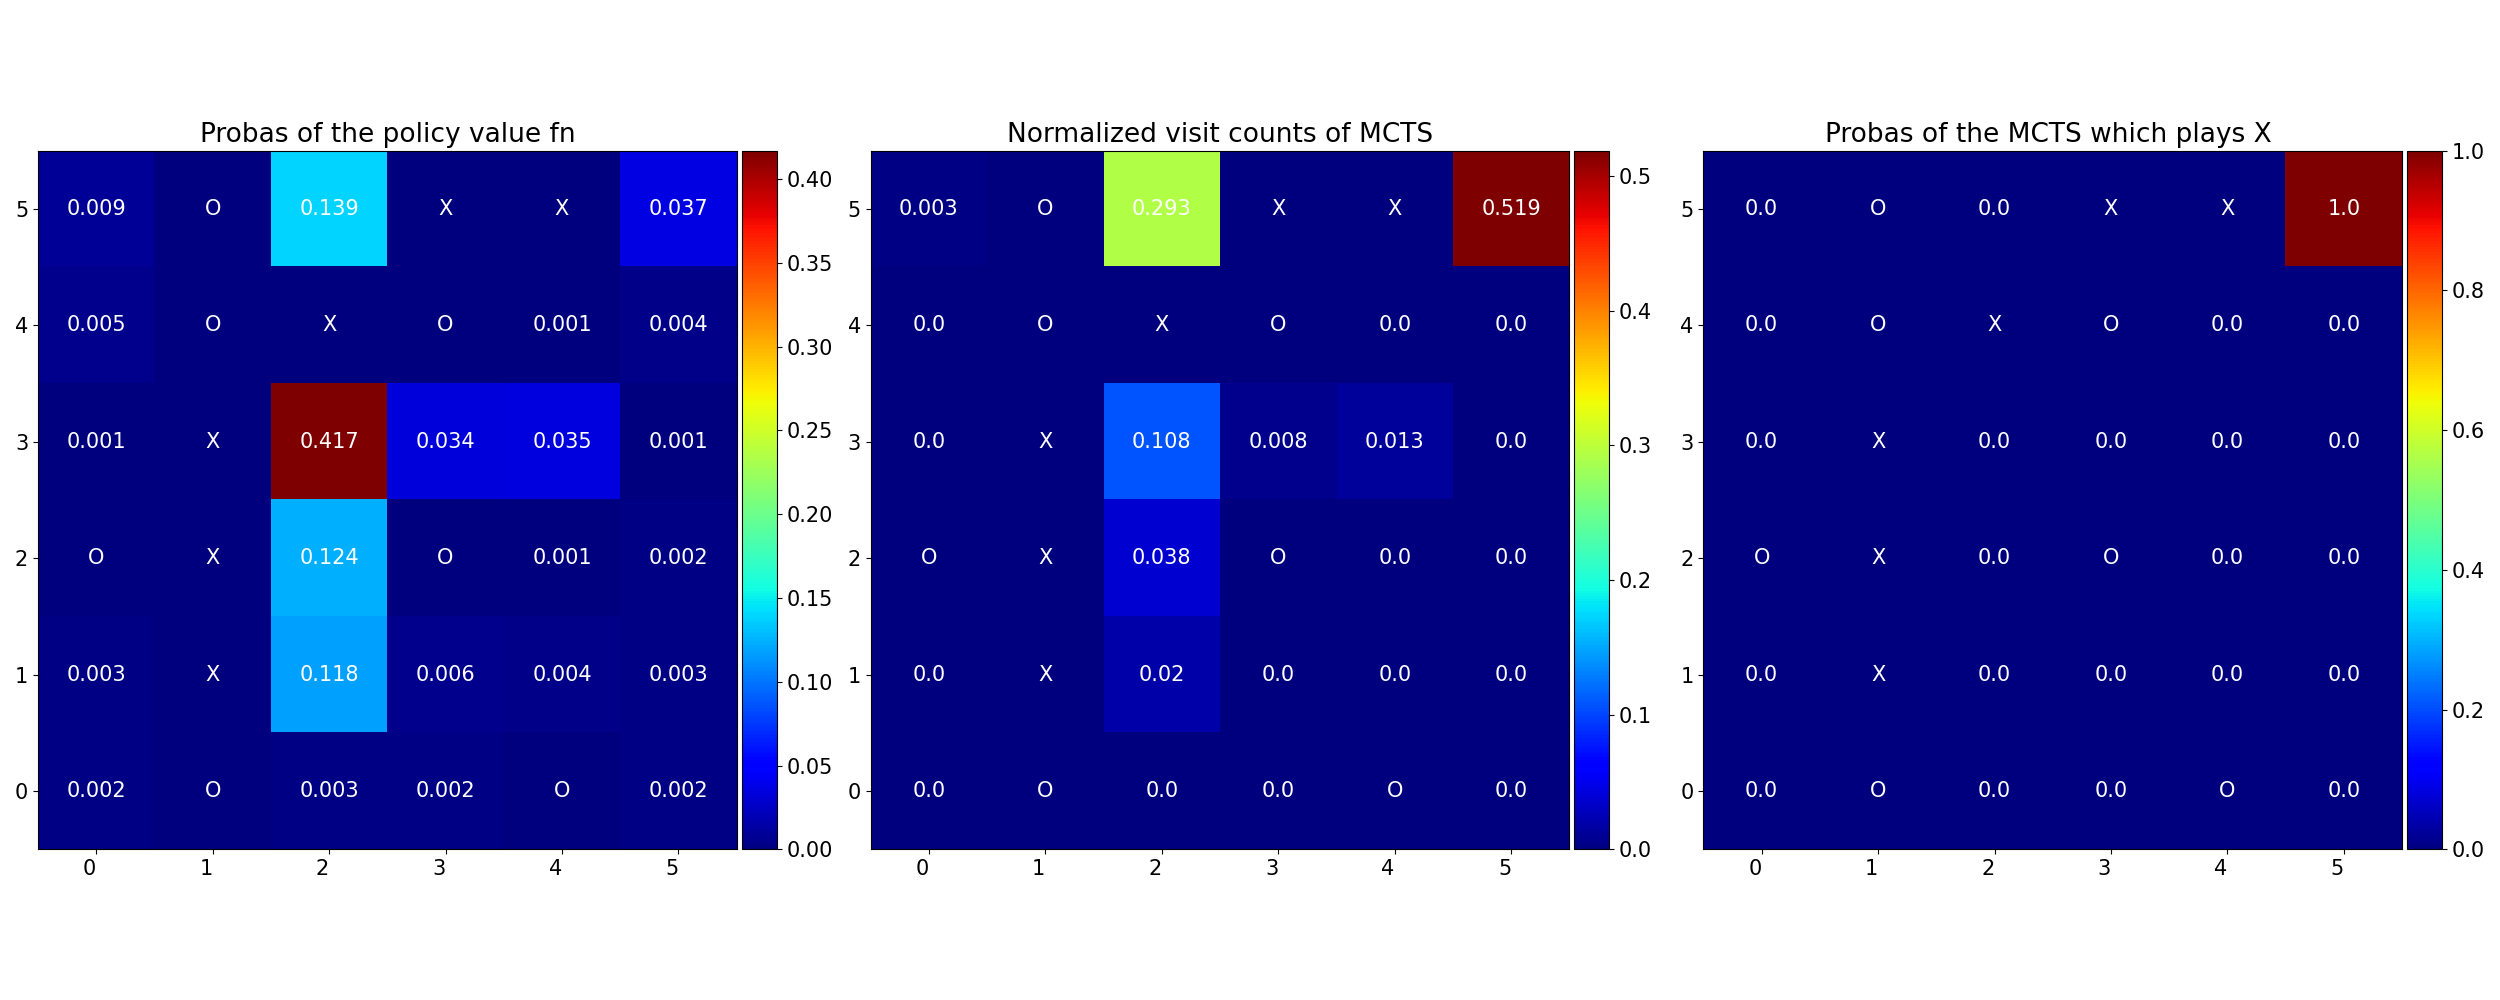 Probas of the policy value fn
5 0.009 O 0.139 X X 0.037
4 0.005 O X O 0.001 0.004
3 0.001 X 0.417 0.034 0.035 0.001
2 O X 0.124 O 0.001 0.002
1 0.003 X 0.118 0.006 0.004 0.003
0 0.002 O 0.003 0.002 O 0.002
0 1 2 3 4 5
0.40
0.35
0.30
0.25
0.20
0.15
0.10
0.05
0.00
Normalized visit counts of MCTS
5 0.003 O 0.293 X X 0.519
4 0.0 O X O 0.0 0.0
3 0.0 X 0.108 0.008 0.013 0.0
2 O X 0.038 O 0.0 0.0
1 0.0 X 0.02 0.0 0.0 0.0
0 0.0 O 0.0 0.0 O 0.0
0 1 2 3 4 5
0.5
0.4
0.3
0.2
0.1
0.0
Probas of the MCTS which plays X
5 0.0 O 0.0 X X 1.0
4 0.0 O X O 0.0 0.0
3 0.0 X 0.0 0.0 0.0 0.0
2 O X 0.0 O 0.0 0.0
1 0.0 X 0.0 0.0 0.0 0.0
0 0.0 O 0.0 0.0 O 0.0
0 1 2 3 4 5
1.0
0.8
0.6
0.4
0.2
0.0